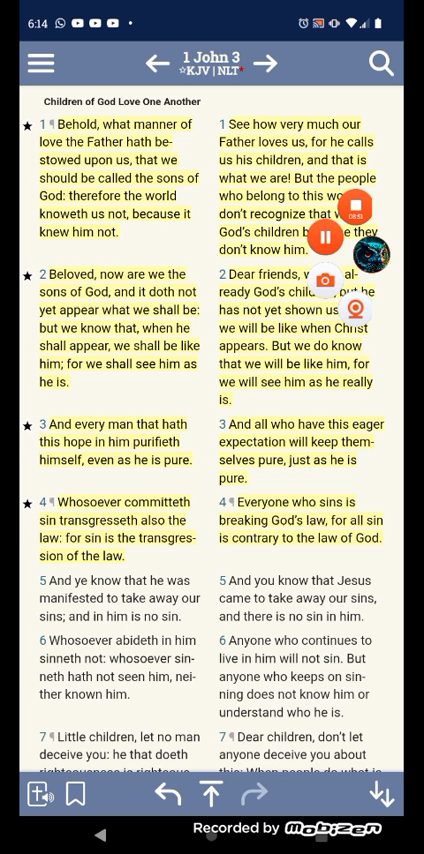 6:14
1 John 3
☆KJV | NLT*
Children of God Love One Another
1 ¶ Behold, what manner of
love the Father hath be-
stowed upon us, that we
should be called the sons of
God: therefore the world
knoweth us not, because it
knew him not.
2 Beloved, now are we the
sons of God, and it doth not
yet appear what we shall be:
but we know that, when he
shall appear, we shall be like
him; for we shall see him as
he is.
3 And every man that hath
this hope in him purifieth
himself, even as he is pure.
4 ¶ Whosoever committeth
sin transgresseth also the
law: for sin is the transgres-
sion of the law.
5 And ye know that he was
manifested to take away our
sins; and in him is no sin.
6 Whosoever abideth in him
sinneth not: whosoever sin-
neth hath not seen him, nei-
ther known him.
7 ¶ Little children, let no man
deceive you: he that doeth
righteousness is righteous,
1 See how very much our
Father loves us, for he calls
us his children, and that is
what we are! But the people
who belong to this
don't recognize that
God's children they
don't know him.
2 Dear friends, al-
ready God's but he
has not yet shown us
we will be like when Christ
appears. But we do know
that we will be like him, for
we will see him as he really
is.
3 And all who have this eager
expectation will keep them-
selves pure, just as he is
pure.
4 ¶ Everyone who sins is
breaking God's law, for all sin
is contrary to the law of God.
5 And you know that Jesus
came to take away our sins,
and there is no sin in him.
6 Anyone who continues to
live in him will not sin. But
anyone who keeps on sin-
ning does not know him or
understand who he is.
7 ¶ Dear children, don't let
anyone deceive you about
this: When people do what is
Recorded by Mobizen